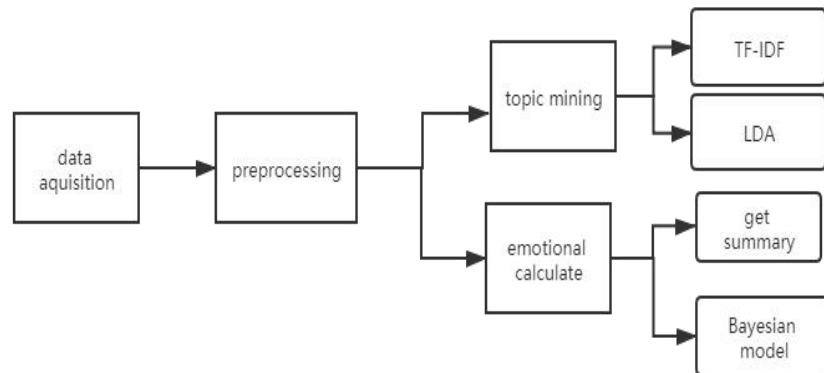 data
aquisition
preprocessing
topic mining
TF-IDF
LDA
emotional
calculate
get
summary
Bayesian
model